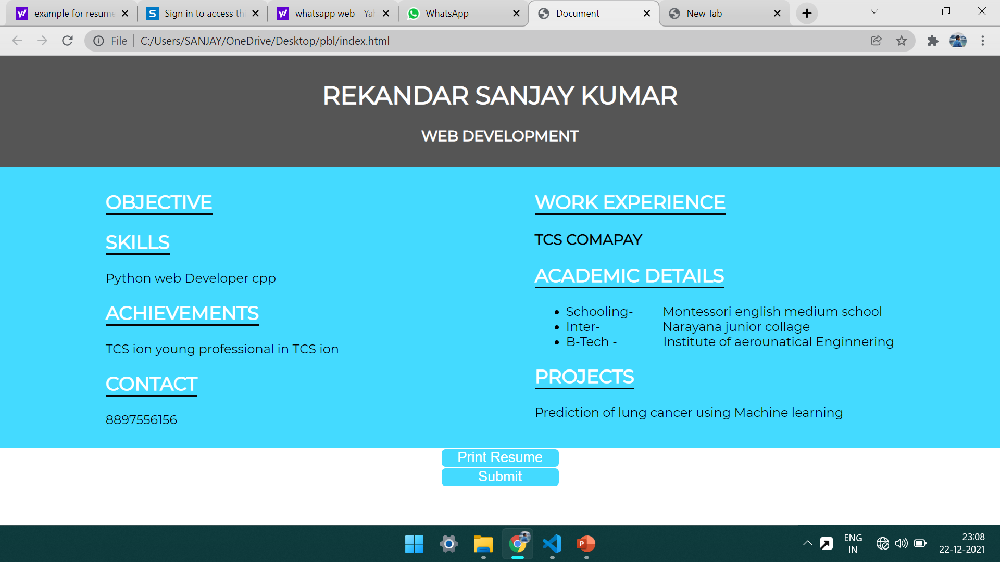 example for resume
Sign in to access thi
whatsapp web - Yah
WhatsApp
Document
New Tab
File
C:/Users/SANJAY/OneDrive/Desktop/pbl/index.html
REKANDAR SANJAY KUMAR
WEB DEVELOPMENT
OBJECTIVE
SKILLS
Python web Developer cpp
ACHIEVEMENTS
TCS ion young professional in TCS ion
CONTACT
8897556156
WORK EXPERIENCE
TCS COMAPAY
ACADEMIC DETAILS
Schooling- Montessori english medium school
Inter- Narayana junior collage
B-Tech - Institute of aerounatical Enginnering
PROJECTS
Prediction of lung cancer using Machine learning
Print Resume
Submit
ENG
IN
23:08
22-12-2021